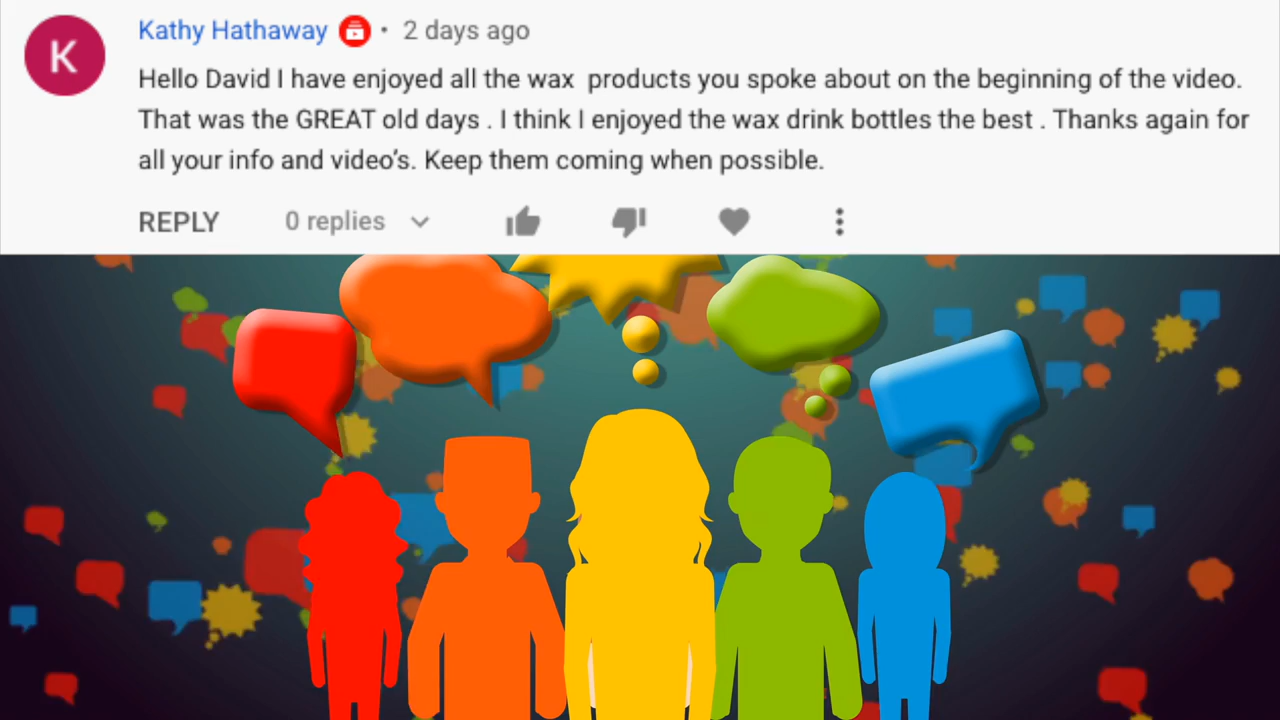 K
Kathy Hathaway • 2 days ago
Hello David I have enjoyed all the wax  products you spoke about on the beginning of the video.
That was the GREAT old days . I think I enjoyed the wax drink bottles the best . Thanks again for
all your info and video’s. Keep them coming when possible.
REPLY 0 replies